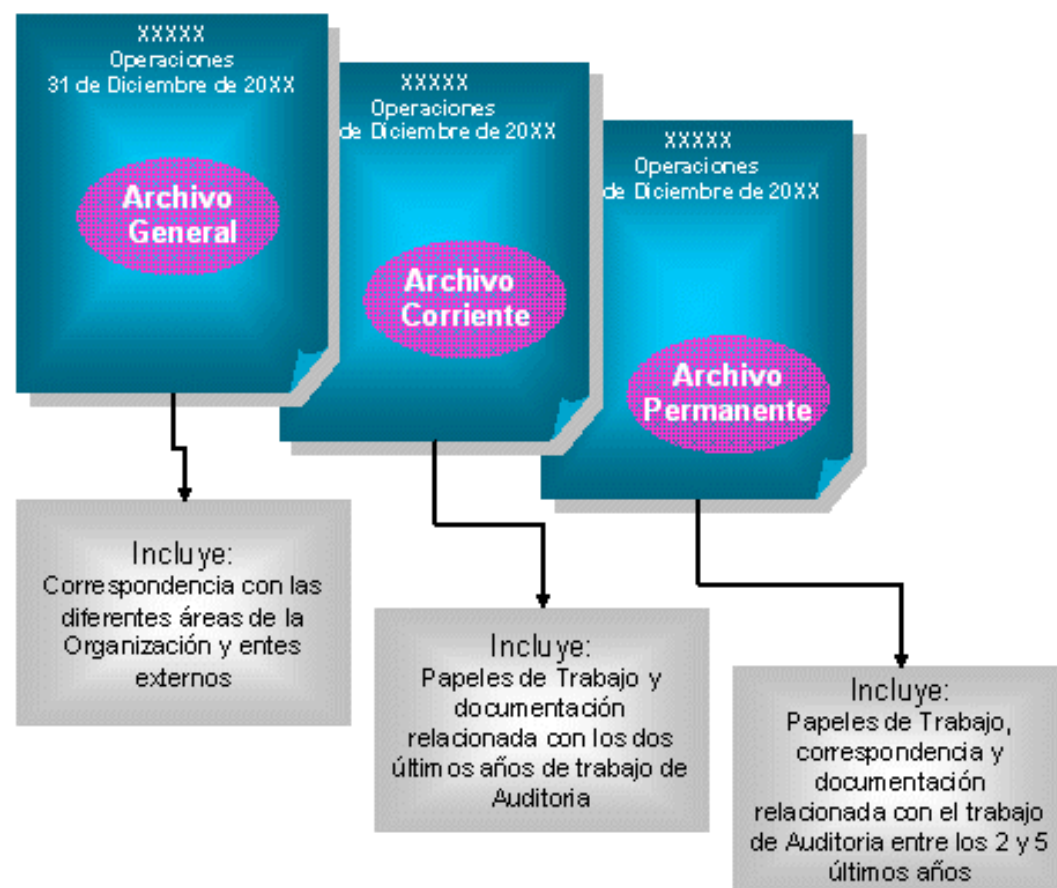 XXXXX
Operaciones
31 de Diciembre de 20XX
Archivo
General
XXXXX
Operaciones
de Diciembre de 20XX
Archivo
Corriente
XXXXX
Operaciones
de Diciembre de 20XX
Archivo
Permanente
Incluye:
Correspondencia con las
diferentes áreas de la
Organización y entes
externos
Incluye:
Papeles de Trabajo y
documentación
relacionada con los dos
últimos años de trabajo de
Auditoria
Incluye:
Papeles de Trabajo,
correspondencia y
documentación
relacionada con el trabajo
de Auditoria entre los 2 y 5
últimos años